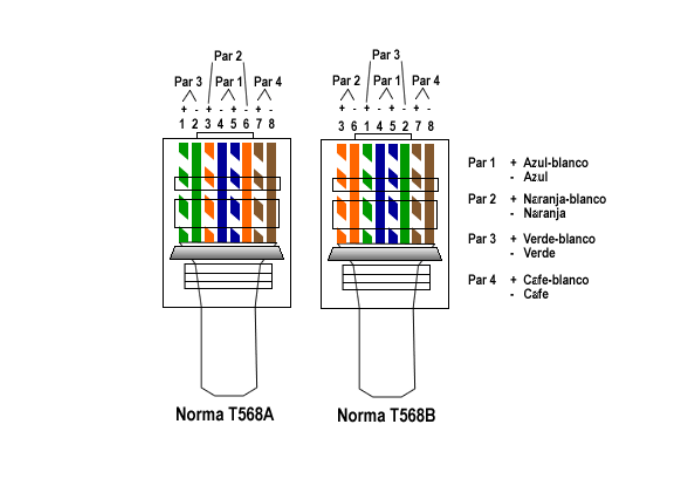 Par 2
Par 3 Par 1 Par 4
+ - + - + - + -
1 2 3 4 5 6 7 8
Norma T568A
Par 3
Par 2 Par 1 Par 4
+ - + - + - + -
3 6 1 4 5 2 7 8
Norma T568B
Par 1 + Azul-blanco
- Azul
Par 2 + Naranja-blanco
- Naranja
Par 3 + Verde-blanco
- Verde
Par 4 + Cafe-blanco
- Cafe